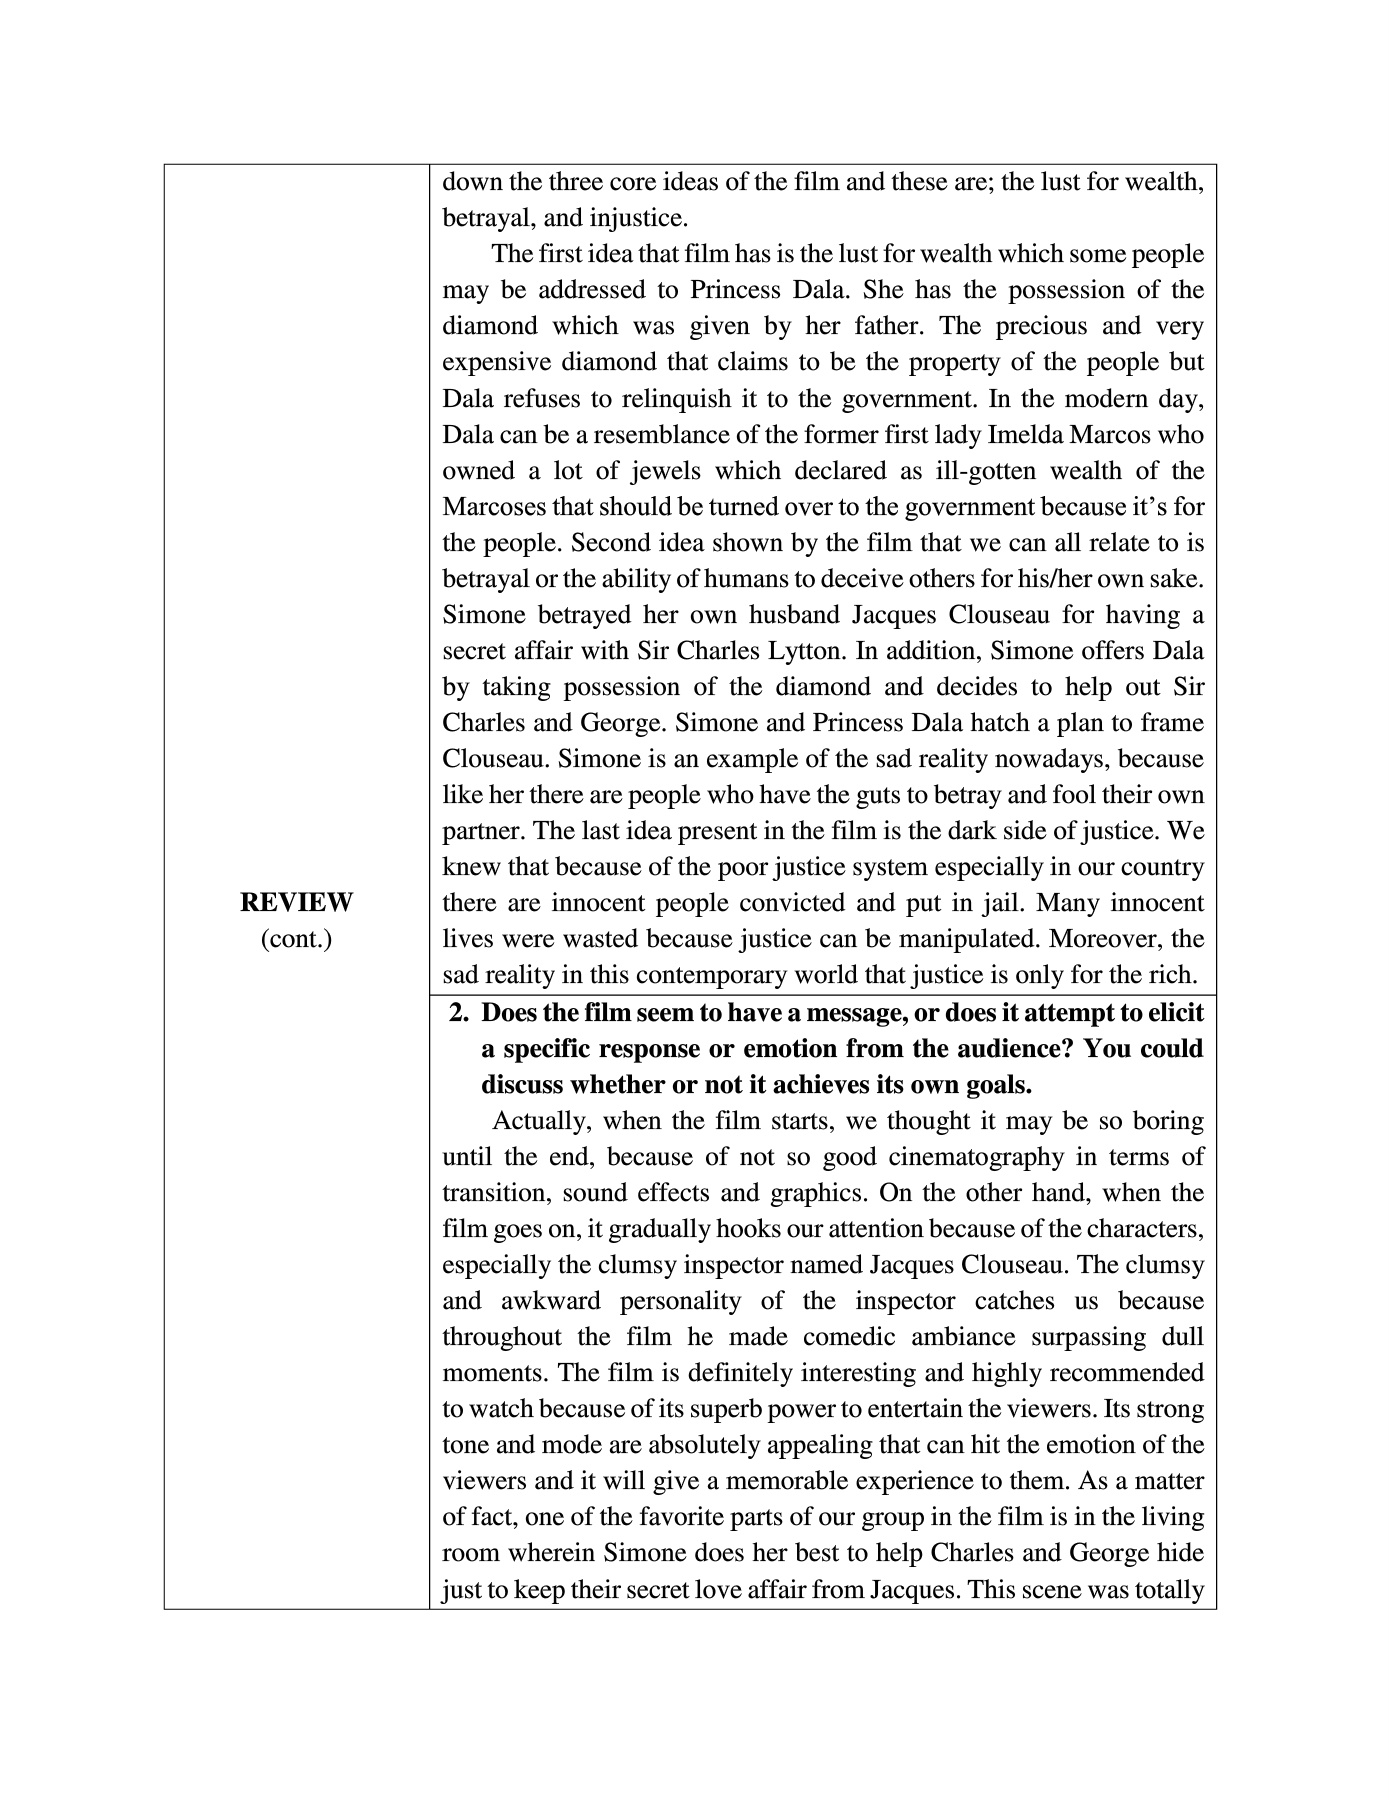 down the three core ideas of the film and these are; the lust for wealth,
betrayal, and injustice.
The first idea that film has is the lust for wealth which some people
may be addressed to Princess Dala. She has the possession of the
diamond which was given by her father. The precious and very
expensive diamond that claims to be the property of the people but
Dala refuses to relinquish it to the government. In the modern day,
Dala can be a resemblance of the former first lady Imelda Marcos who
owned a lot of jewels which declared as ill-gotten wealth of the
Marcoses that should be turned over to the government because it’s for
the people. Second idea shown by the film that we can all relate to is
betrayal or the ability of humans to deceive others for his/her own sake.
Simone betrayed her own husband Jacques Clouseau for having a
secret affair with Sir Charles Lytton. In addition, Simone offers Dala
by taking possession of the diamond and decides to help out Sir
Charles and George. Simone and Princess Dala hatch a plan to frame
Clouseau. Simone is an example of the sad reality nowadays, because
like her there are people who have the guts to betray and fool their own
partner. The last idea present in the film is the dark side of justice. We
knew that because of the poor justice system especially in our country
there are innocent people convicted and put in jail. Many innocent
lives were wasted because justice can be manipulated. Moreover, the
sad reality in this contemporary world that justice is only for the rich.
REVIEW
(cont.)
2. Does the film seem to have a message, or does it attempt to elicit
a specific response or emotion from the audience? You could
discuss whether or not it achieves its own goals.
Actually, when the film starts, we thought it may be so boring
until the end, because of not so good cinematography in terms of
transition, sound effects and graphics. On the other hand, when the
film goes on, it gradually hooks our attention because of the characters,
especially the clumsy inspector named Jacques Clouseau. The clumsy
and awkward personality of the inspector catches us because
throughout the film he made comedic ambiance surpassing dull
moments. The film is definitely interesting and highly recommended
to watch because of its superb power to entertain the viewers. Its strong
tone and mode are absolutely appealing that can hit the emotion of the
viewers and it will give a memorable experience to them. As a matter
of fact, one of the favorite parts of our group in the film is in the living
room wherein Simone does her best to help Charles and George hide
just to keep their secret love affair from Jacques. This scene was totally